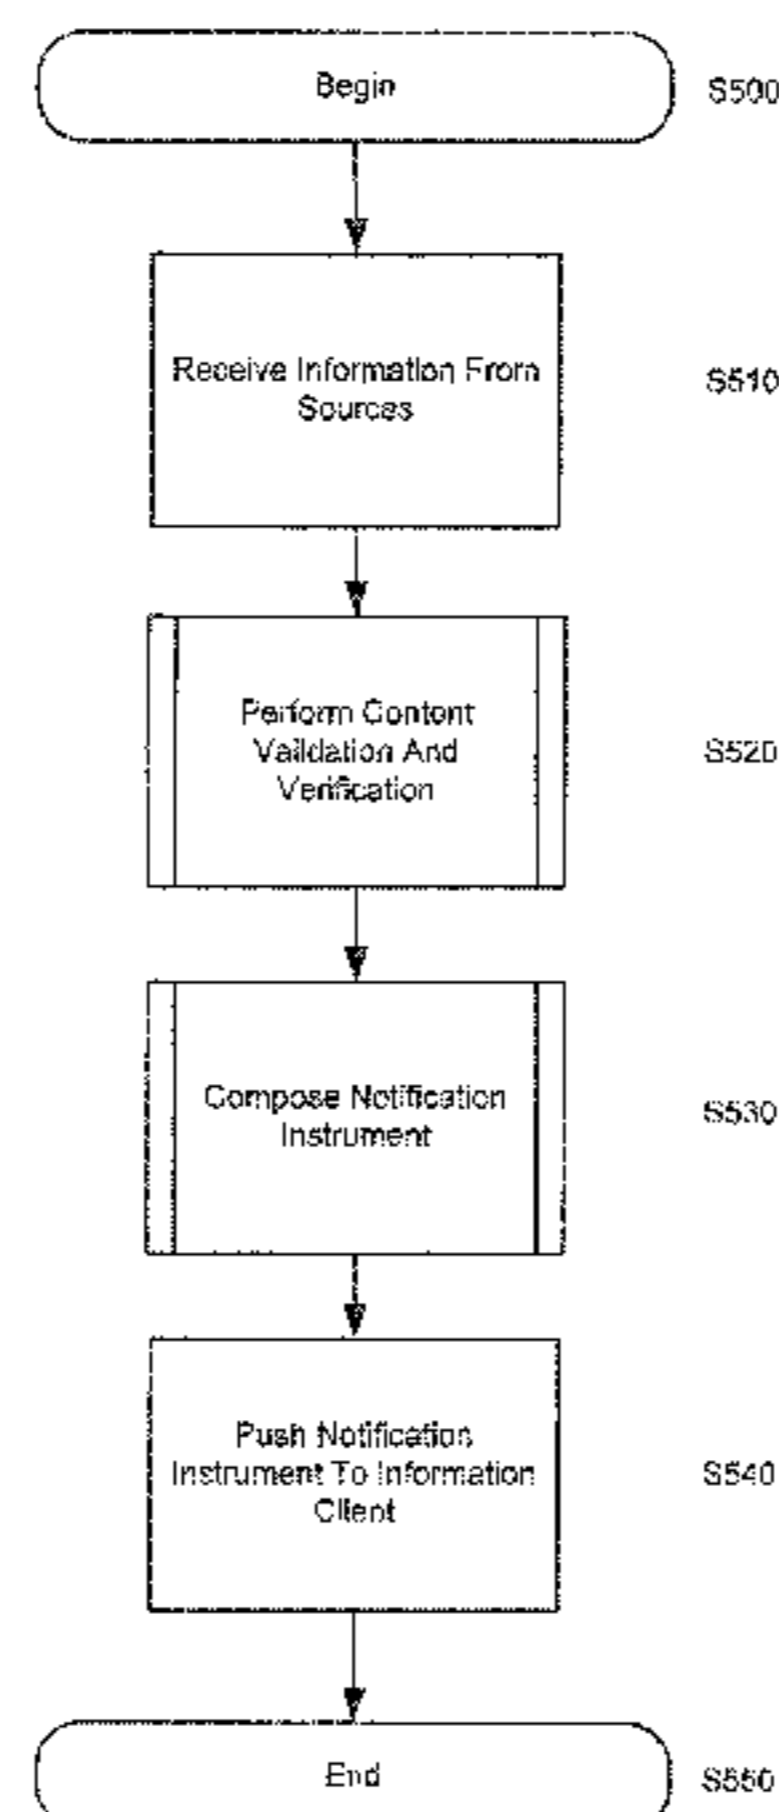 Begin
S500
Receive Information From
Sources
S510
Perform Content
Validation And
Verification
S520
Compose Notification
Instrument
S530
Push Notification
Instrument To Information
Client
S540
End
S550